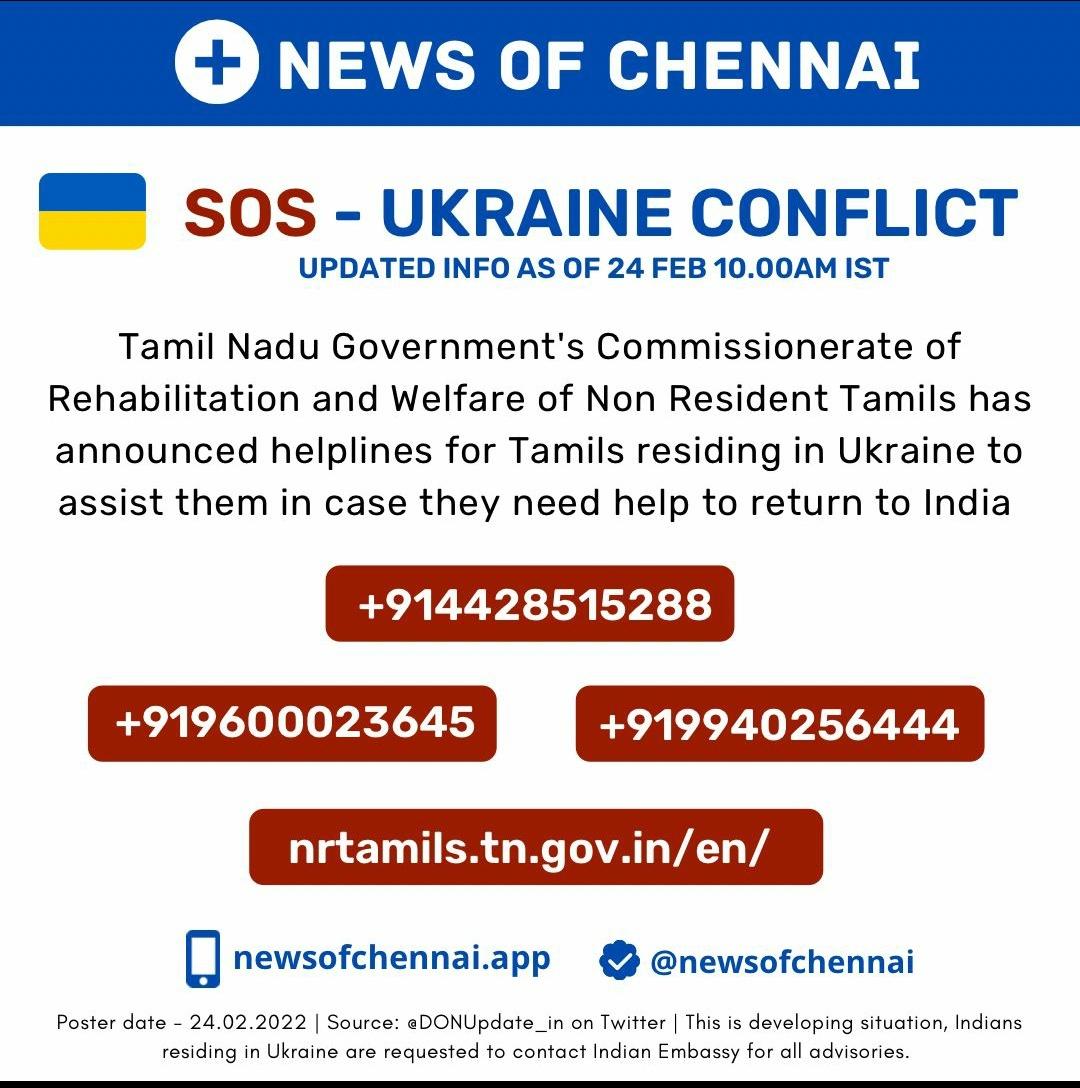 NEWS OF CHENNAI
SOS - UKRAINE CONFLICT
UPDATED INFO AS OF 24 FEB 10.00AM IST
Tamil Nadu Government's Commissionerate of
Rehabilitation and Welfare of Non Resident Tamils has
announced helplines for Tamils residing in Ukraine to
assist them in case they need help to return to India
+914428515288
+919600023645
+919940256444
nrtamils.tn.gov.in/en/
newsofchennai.app
@newsofchennai
Poster date - 24.02.2022 | Source: @DONUpdate_in on Twitter | This is developing situation, Indians
residing in Ukraine are requested to contact Indian Embassy for all advisories.